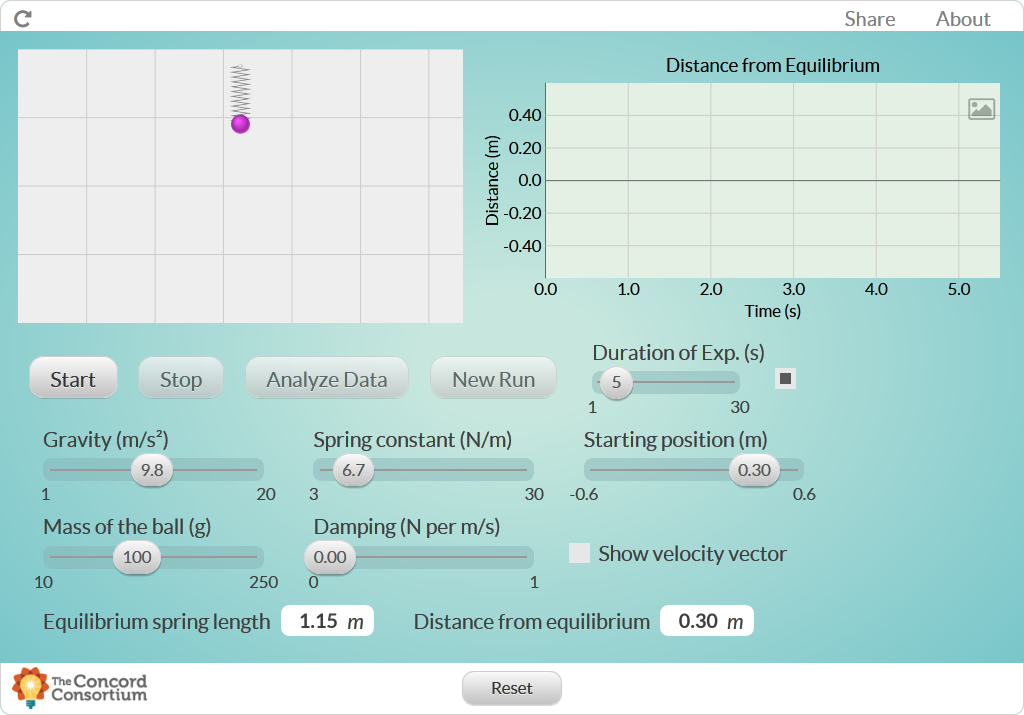 Share About
Distance from Equilibrium
0.40
0.20
0.0
-0.20
-0.40
Distance (m)
0.0 1.0 2.0 3.0 4.0 5.0
Time (s)
Start Stop Analyze Data New Run
Duration of Exp. (s)
5
1 30
Gravity (m/s²) Spring constant (N/m) Starting position (m)
9.8 6.7 0.30
1 20 3 30 -0.6 0.6
Mass of the ball (g) Damping (N per m/s)
100 0.00 Show velocity vector
10 250 0 1
Equilibrium spring length 1.15 m Distance from equilibrium 0.30 m
The Concord
Consortium
Reset